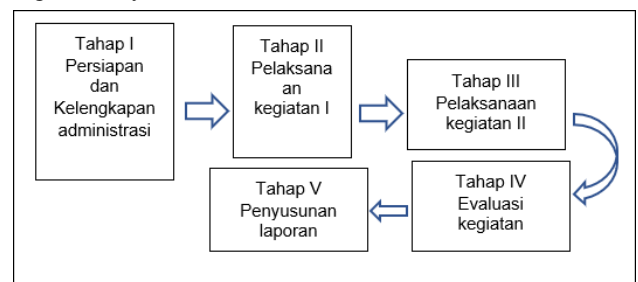 Tahap I
Persiapan
dan
Kelengkapan
administrasi
Tahap II
Pelaksana
an
kegiatan I
Tahap III
Pelaksanaan
kegiatan II
Tahap IV
Evaluasi
kegiatan
Tahap V
Penyusunan
laporan